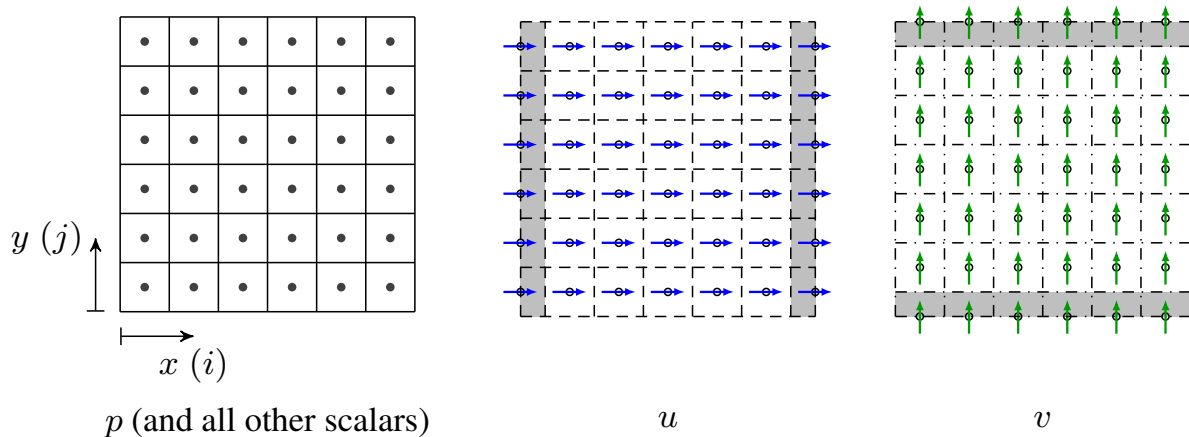 y (j)
x (i)
p (and all other scalars)
u
v